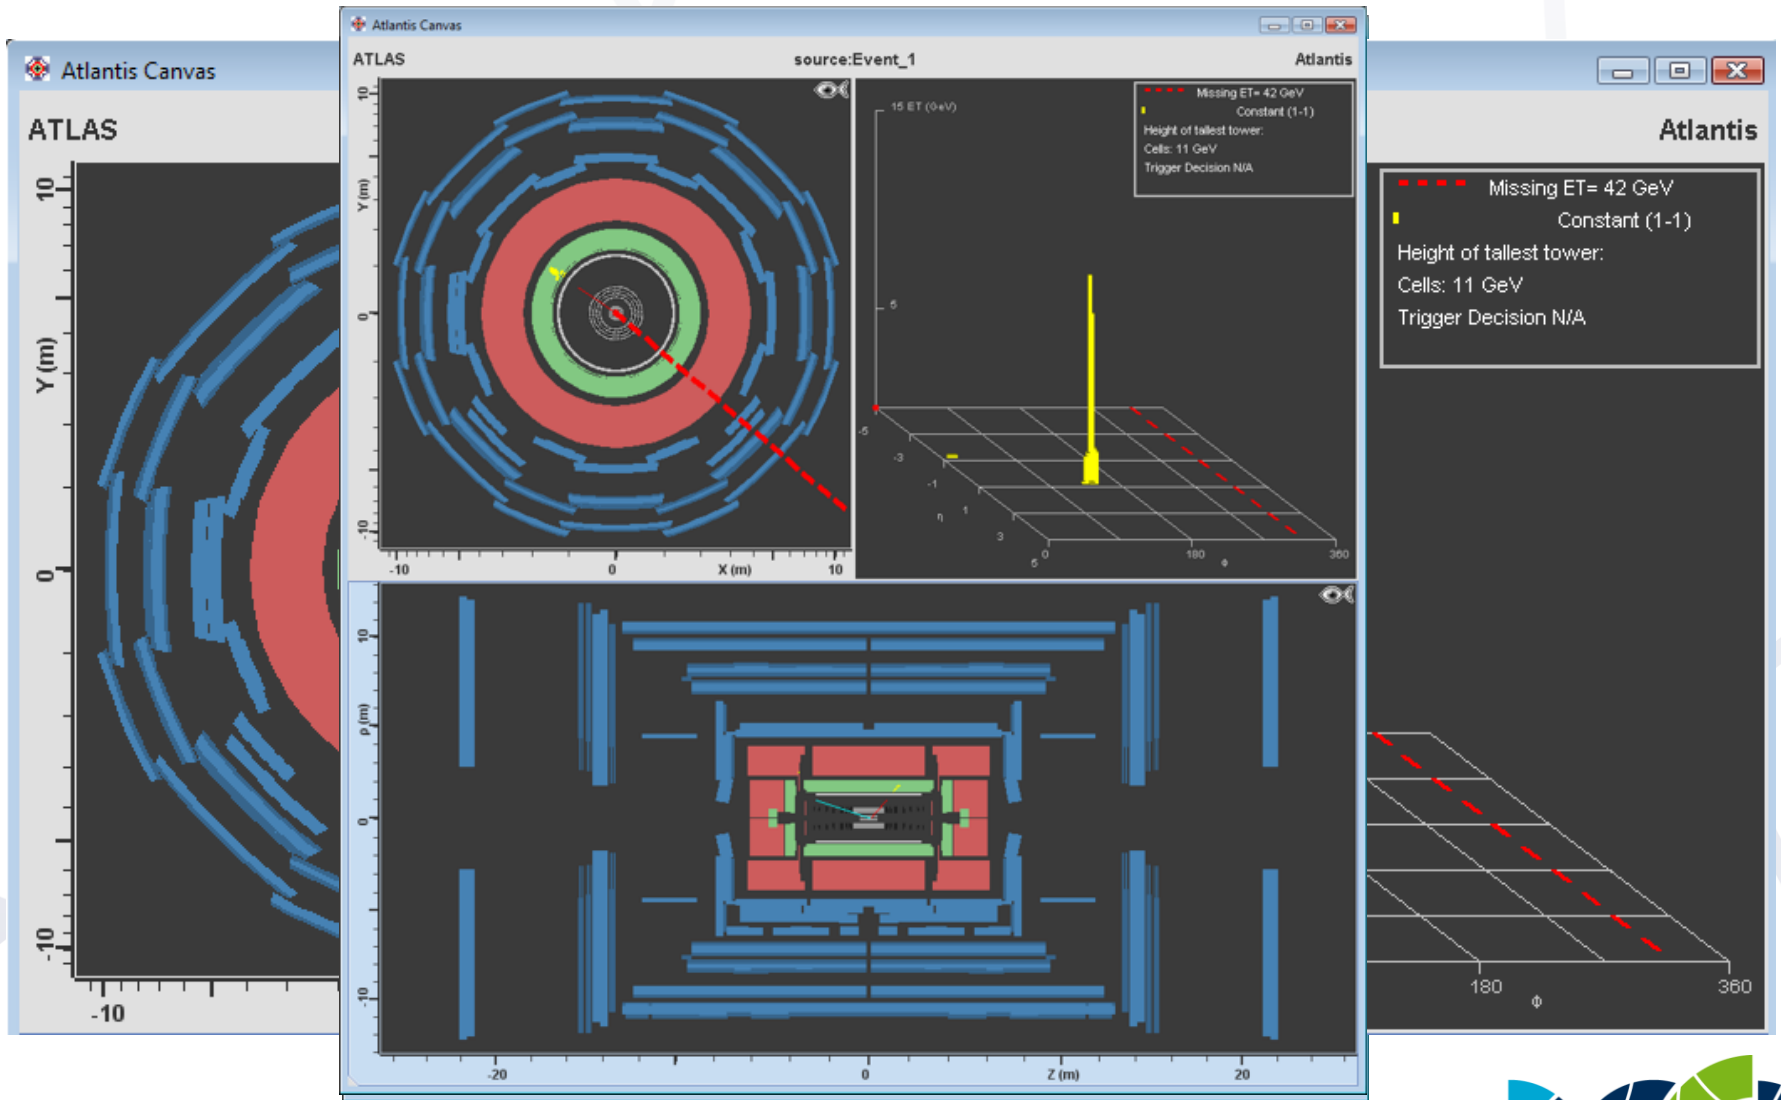 Atlantis Canvas
ATLAS
source:Event_1
Atlantis
10
Y (m)
0
-10
-10
0
X (m)
10
15 ET (GeV)
5
-5
-3
-1
η
1
3
5
0
180
Φ
360
Missing ET= 42 GeV
Constant (1-1)
Height of tallest tower:
Cells: 11 GeV
Trigger Decision N/A
10
ρ (m)
0
-10
-20
0
Z (m)
20
Atlantis Canvas
ATLAS
10
Y (m)
0
-10
-10
Atlantis
Missing ET= 42 GeV
Constant (1-1)
Height of tallest tower:
Cells: 11 GeV
Trigger Decision N/A
180
Φ
360